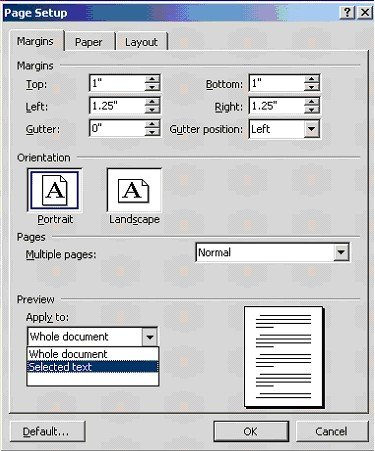 Page Setup
Margins Paper Layout
Margins
Top: 1" Bottom: 1"
Left: 1.25" Right: 1.25"
Gutter: 0" Gutter position: Left
Orientation
A A
Portrait Landscape
Pages
Multiple pages: Normal
Preview
Apply to:
Whole document
Whole document
Selected text
Default... OK Cancel